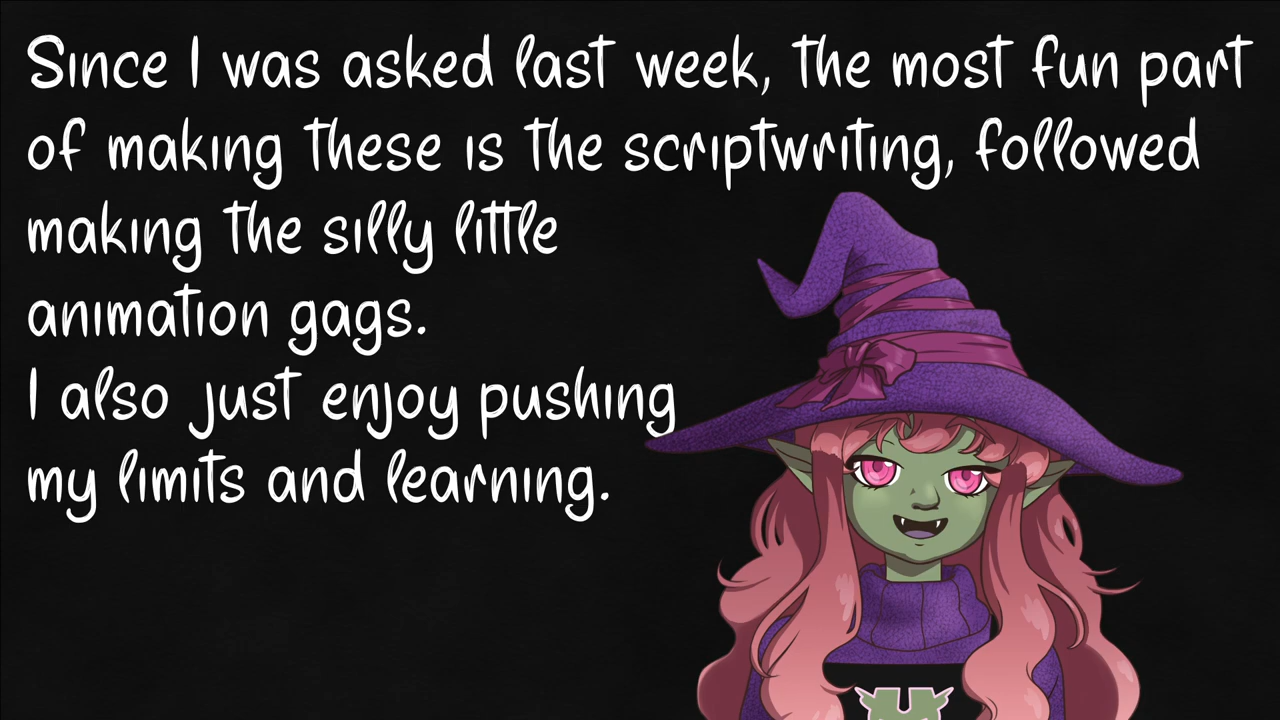 Since I was asked last week, the most fun part
of making these is the scriptwriting, followed
making the silly little
animation gags.
I also just enjoy pushing
my limits and learning.